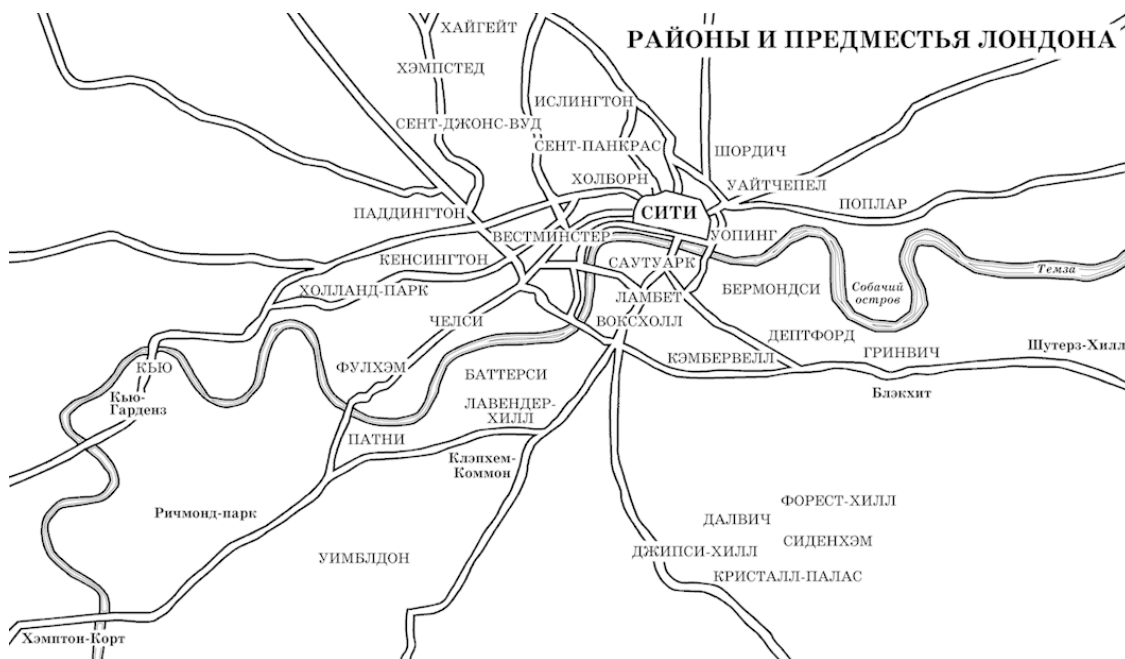 ХАЙГЕЙТ
РАЙОНЫ И ПРЕДМЕСТЬЯ ЛОНДОНА
ХЭМПСТЕД
ИСЛИНГТОН
СЕНТ-ДЖОНС-ВУД
СЕНТ-ПАНКРАС
ШОРДИЧ
ХОЛБОРН
УАЙТЧЕПЕЛ
ПОПЛАР
ПАДДИНГТОН
СИТИ
ВЕСТМИНСТЕР
УОПИНГ
КЕНСИНГТОН
САУТУАРК
Темза
ХОЛЛАНД-ПАРК
ЛАМБЕТ
БЕРМОНДСИ
Собачий
остров
ЧЕЛСИ
ВОКСХОЛЛ
ДЕПТФОРД
ГРИНВИЧ
Шутерз-Хилл
КЬЮ
ФУЛХЭМ
КЭМБЕРВЕЛЛ
БАТТЕРСИ
Блэкхит
Кью-
Гарденз
ЛАВЕНДЕР-
ХИЛЛ
ПАТНИ
Клэпхем-
Коммон
Ричмонд-парк
ФОРЕСТ-ХИЛЛ
ДАЛВИЧ
СИДЕНХЭМ
УИМБЛДОН
ДЖИПСИ-ХИЛЛ
КРИСТАЛЛ-ПАЛАС
Хэмптон-Корт